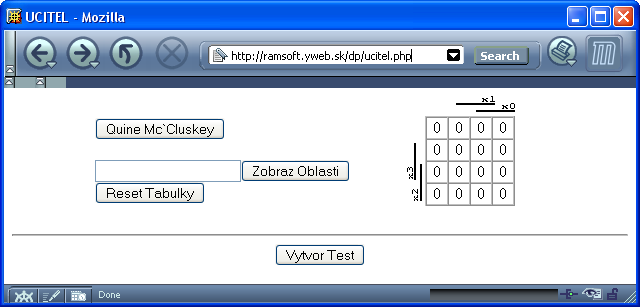 UCITEL - Mozilla
http://ramsoft.yweb.sk/dp/ucitel.php
Search
x1
x0
Quine Mc`Cluskey
0 0 0 0
0 0 0 0
x3
Zobraz Oblasti
0 0 0 0
x2
Reset Tabulky
0 0 0 0
Vytvor Test
Done